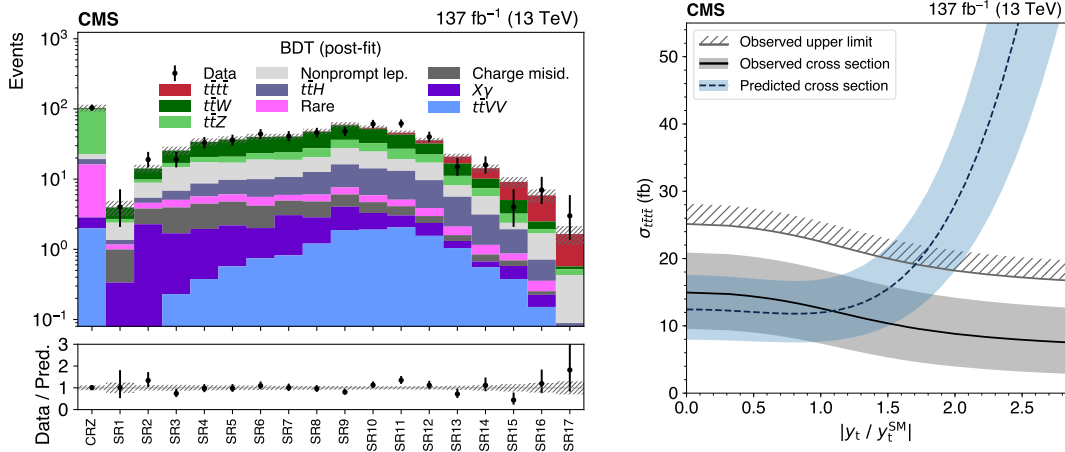 CMS 137 fb⁻¹ (13 TeV)
Events
BDT (post-fit)
Data Nonprompt lep. Charge misid.
tt̄tt̄ tt̄H Xγ
tt̄W Rare tt̄VV
tt̄Z
10³
10²
10¹
10⁰
10⁻¹
Data / Pred.
3
2
1
0
CRZ SR1 SR2 SR3 SR4 SR5 SR6 SR7 SR8 SR9 SR10 SR11 SR12 SR13 SR14 SR15 SR16 SR17
CMS 137 fb⁻¹ (13 TeV)
Observed upper limit
Observed cross section
Predicted cross section
σtt̄tt̄ (fb)
50
40
30
20
10
0
0.0 0.5 1.0 1.5 2.0 2.5
|yt / ytSM|